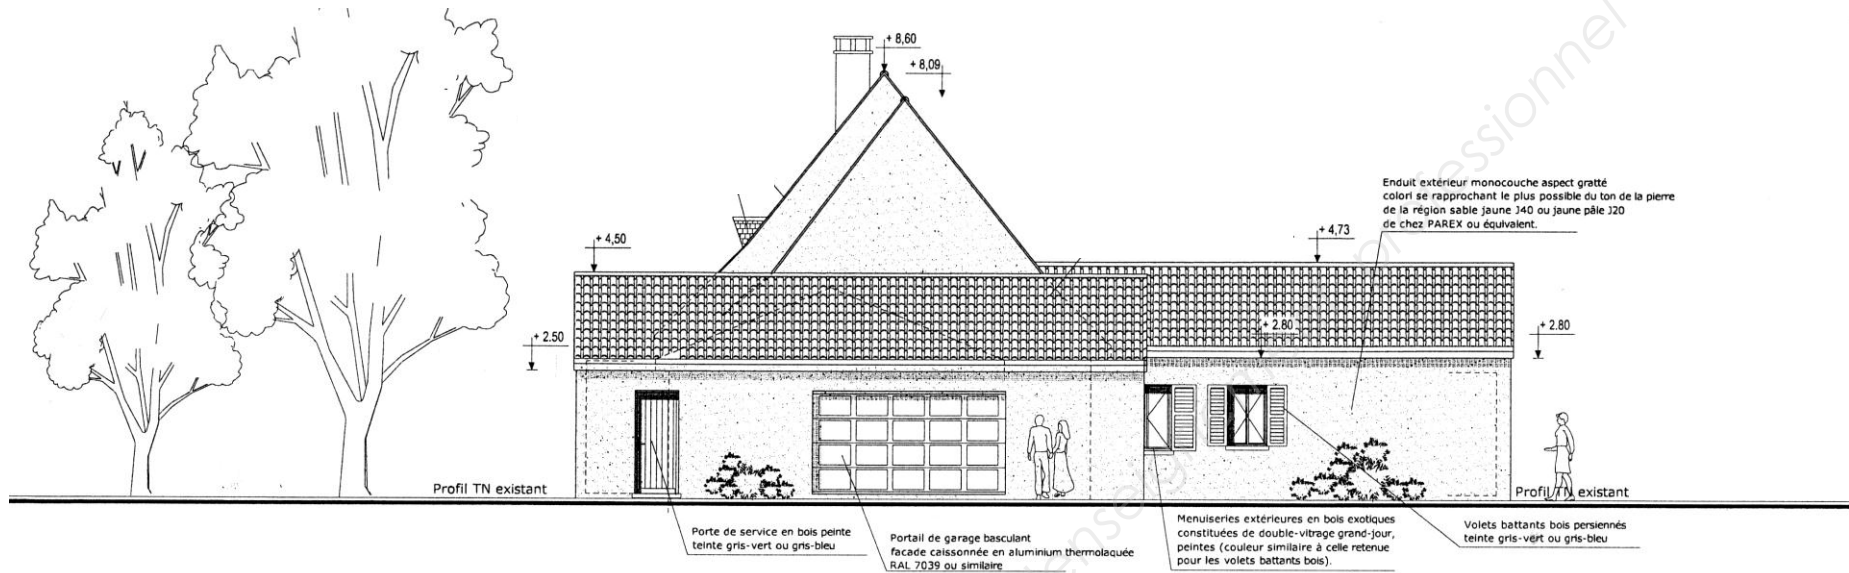 + 8,60
+ 8,09
Enduit extérieur monocouche aspect gratté
colori se rapprochant le plus possible du ton de la pierre
de la région sable jaune J40 ou jaune pâle J20
de chez PAREX ou équivalent.
+ 4,50
+ 4,73
+ 2.50
+ 2.80
+ 2.80
Profil TN existant
Profil TN existant
Porte de service en bois peinte
teinte gris-vert ou gris-bleu
Portail de garage basculant
facade caissonnée en aluminium thermolaquée
RAL 7039 ou similaire
Menuiseries extérieures en bois exotiques
constituées de double-vitrage grand-jour,
peintes (couleur similaire à celle retenue
pour les volets battants bois).
Volets battants bois persiennés
teinte gris-vert ou gris-bleu